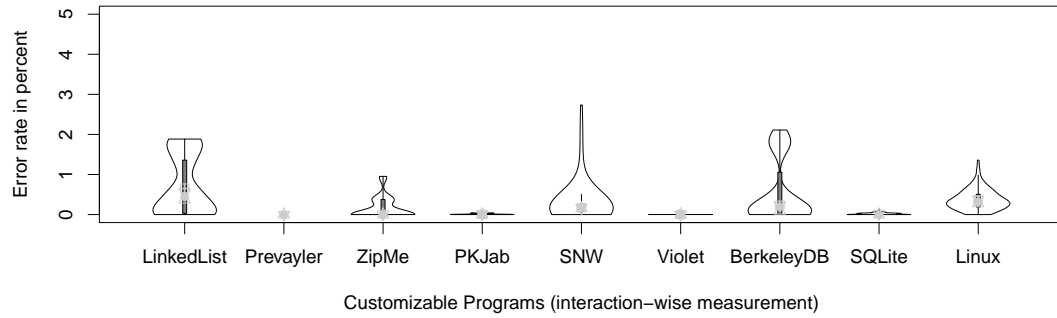 Error rate in percent
5
4
3
2
1
0
LinkedList Prevayler ZipMe PKJab SNW Violet BerkeleyDB SQLite Linux
Customizable Programs (interaction−wise measurement)